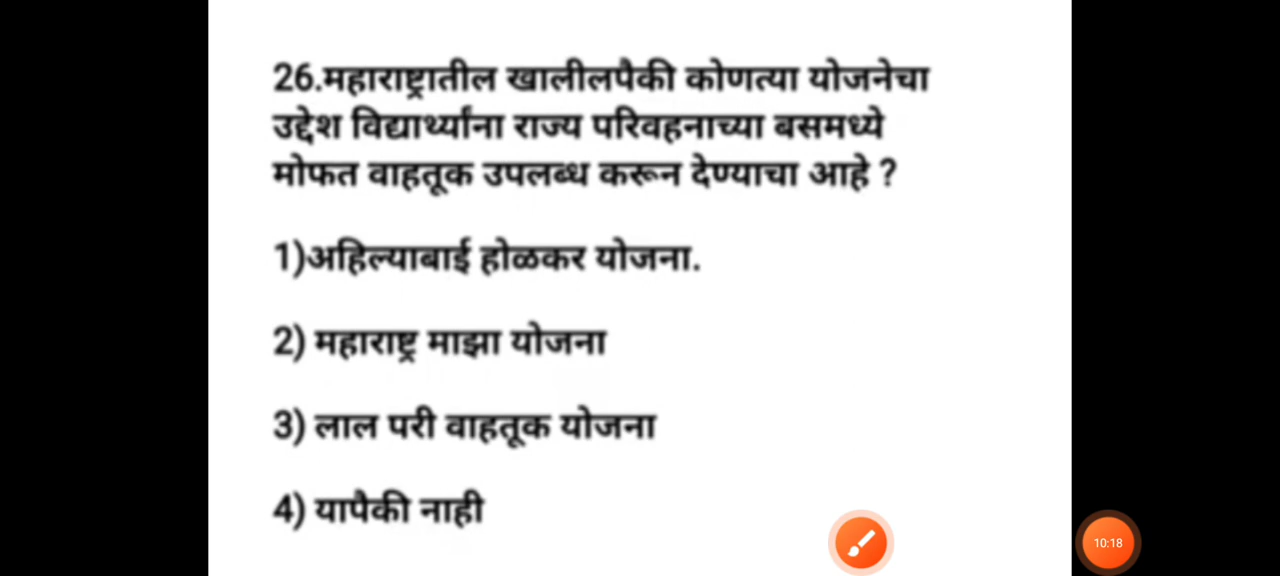 26.महाराष्ट्रातील खालीलपैकी कोणत्या योजनेचा
उद्देश विद्यार्थ्यांना राज्य परिवहनाच्या बसमध्ये
मोफत वाहतूक उपलब्ध करून देण्याचा आहे ?
1)अहिल्याबाई होळकर योजना.
2) महाराष्ट्र माझा योजना
3) लाल परी वाहतूक योजना
4) यापैकी नाही
10:18